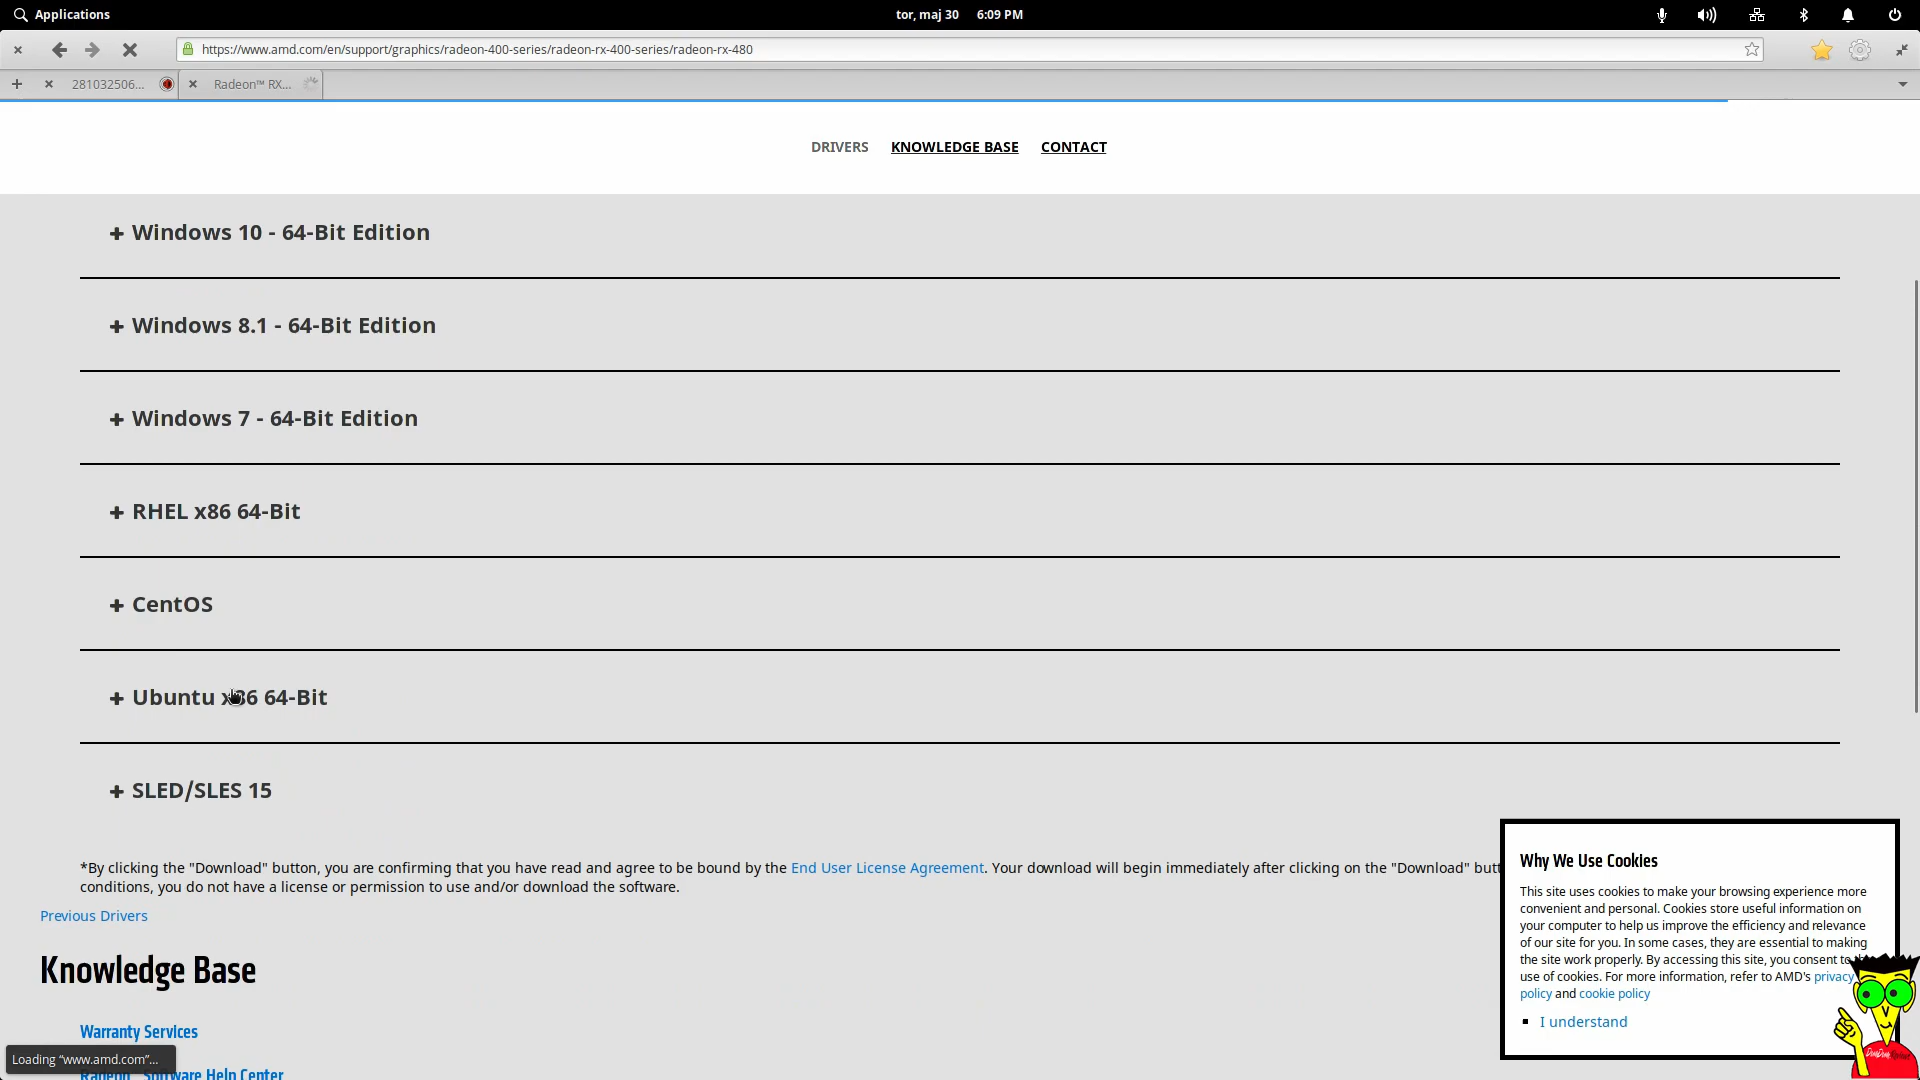 Applications
tor, maj 30 6:09 PM
https://www.amd.com/en/support/graphics/radeon-400-series/radeon-rx-400-series/radeon-rx-480
281032506...
Radeon™ RX...
DRIVERS KNOWLEDGE BASE CONTACT
+ Windows 10 - 64-Bit Edition
+ Windows 8.1 - 64-Bit Edition
+ Windows 7 - 64-Bit Edition
+ RHEL x86 64-Bit
+ CentOS
+ Ubuntu x86 64-Bit
+ SLED/SLES 15
*By clicking the "Download" button, you are confirming that you have read and agree to be bound by the End User License Agreement. Your download will begin immediately after clicking on the "Download"
conditions, you do not have a license or permission to use and/or download the software.
Previous Drivers
Knowledge Base
Warranty Services
Radeon™ Software Help Center
Loading “www.amd.com”...
Why We Use Cookies
This site uses cookies to make your browsing experience more
convenient and personal. Cookies store useful information on
your computer to help us improve the efficiency and relevance
of our site for you. In some cases, they are essential to making
the site work properly. By accessing this site, you consent to
use of cookies. For more information, refer to AMD's privacy
policy and cookie policy
▪ I understand